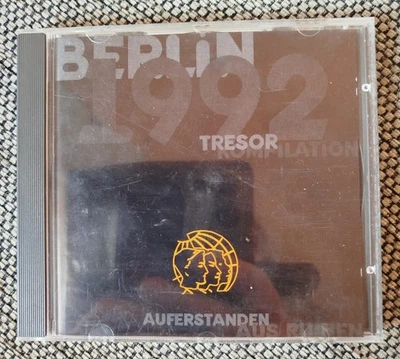 BERLiN
1992
TRESOR
KOMPILATION
AUFERSTANDEN
AUS RUINEN